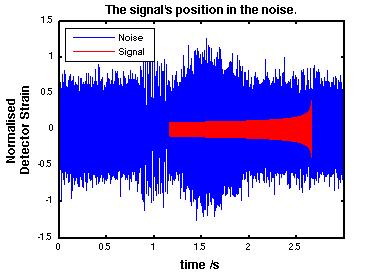 The signal's position in the noise.
Noise
Signal
1.5
1
0.5
0
-0.5
-1
-1.5
Normalised
Detector Strain
0 0.5 1 1.5 2 2.5
time /s